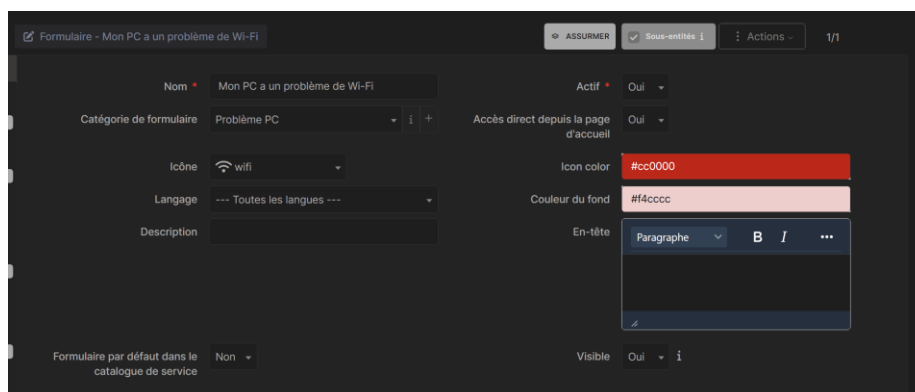 Formulaire - Mon PC a un problème de Wi-Fi
ASSURMER
Sous-entités i
Actions
1/1
Nom *
Mon PC a un problème de Wi-Fi
Actif *
Oui
Catégorie de formulaire
Problème PC
i +
Accès direct depuis la page
d'accueil
Oui
Icône
wifi
Icon color
#cc0000
Langage
--- Toutes les langues ---
Couleur du fond
#f4cccc
Description
En-tête
Paragraphe
B I ...
Formulaire par défaut dans le
catalogue de service
Non
Visible
Oui
i